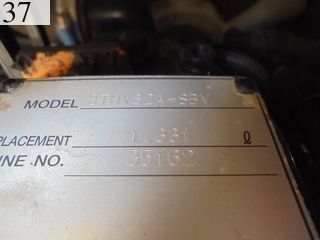 37
MODEL 3TNV82A-SBV
PLACEMENT 1.331 ℓ
INE NO. 35162